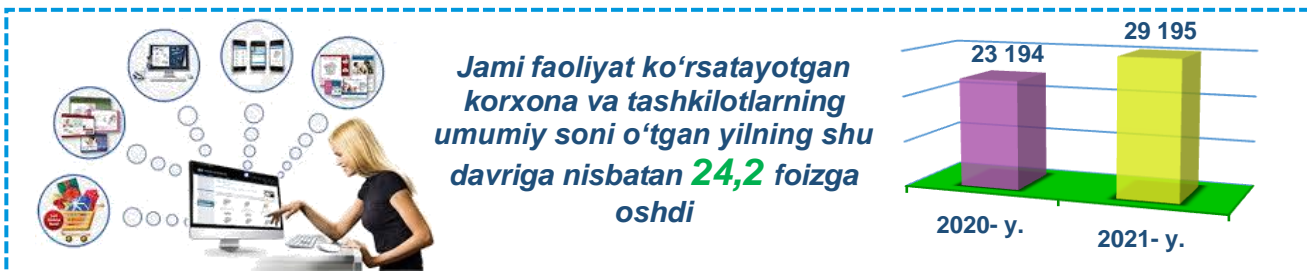 Jami faoliyat ko‘rsatayotgan
korxona va tashkilotlarning
umumiy soni o‘tgan yilning shu
davriga nisbatan 24,2 foizga
oshdi
23 194
29 195
2020- y.
2021- y.